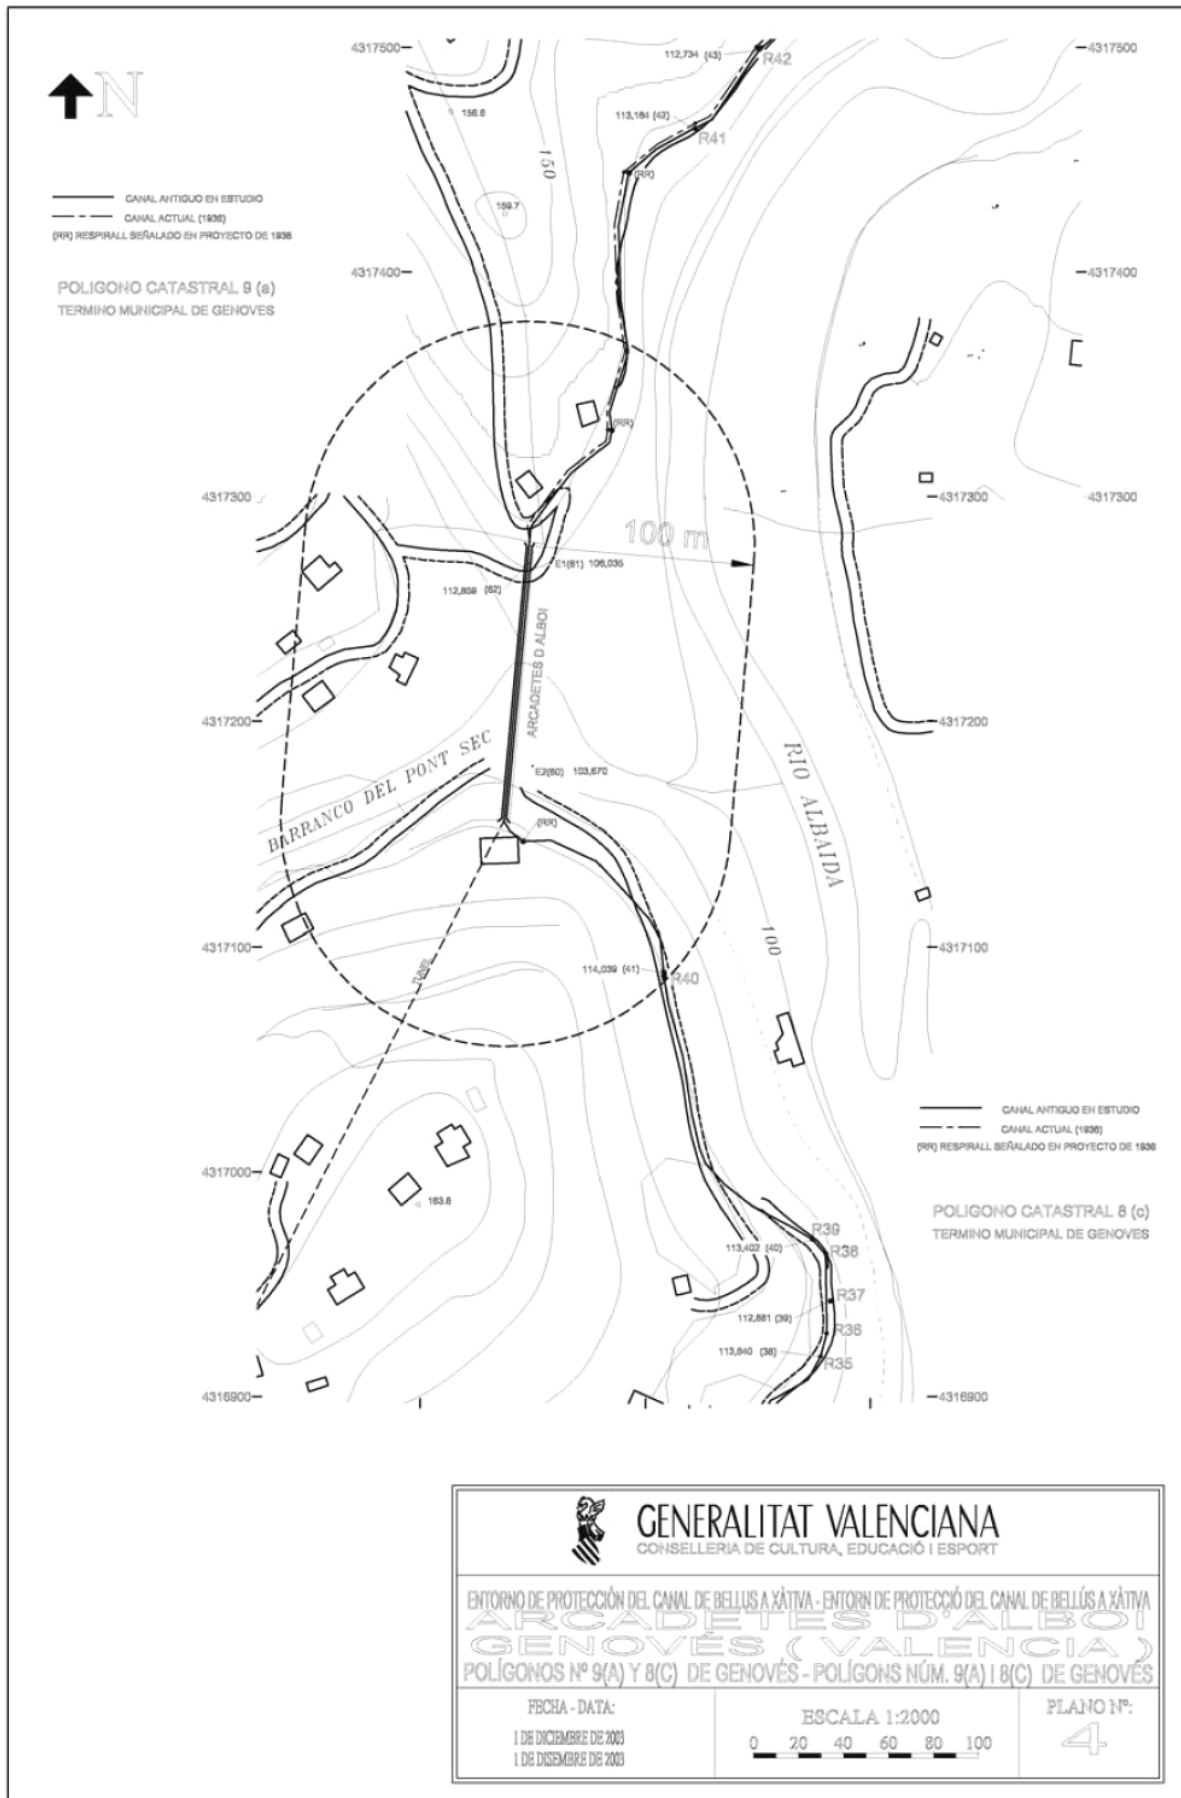 4317500
112,734 (43)
R42
4317500
N
156.8
113,184 (42)
R41
150
(RR)
CANAL ANTIGUO EN ESTUDIO
159.7
CANAL ACTUAL (1936)
(RR) RESPIRALL SEÑALADO EN PROYECTO DE 1936
4317400
4317400
POLIGONO CATASTRAL 9 (a)
TERMINO MUNICIPAL DE GENOVES
(RR)
4317300
4317300
4317300
100 m
E1(61) 106,035
112,859 (62)
ARCADETES D ALBOI
4317200
4317200
BARRANCO DEL PONT SEC
RIO ALBAIDA
E2(60) 103,670
(RR)
4317100
100
4317100
TUNEL
114,039 (41)
R40
CANAL ANTIGUO EN ESTUDIO
CANAL ACTUAL (1936)
(RR) RESPIRALL SEÑALADO EN PROYECTO DE 1936
4317000
163.8
POLIGONO CATASTRAL 8 (c)
TERMINO MUNICIPAL DE GENOVES
R39
113,402 (40)
R38
R37
112,881 (39)
R36
113,640 (38)
R35
4316900
4316900
GENERALITAT VALENCIANA
CONSELLERIA DE CULTURA, EDUCACIÓ I ESPORT
ENTORNO DE PROTECCIÓN DEL CANAL DE BELLUS A XÀTIVA - ENTORN DE PROTECCIÓ DEL CANAL DE BELLÚS A XÀTIVA
ARCADETES D'ALBOI
GENOVÉS ( VALENCIA )
POLÍGONOS Nº 9(A) Y 8(C) DE GENOVÉS - POLÍGONS NÚM. 9(A) I 8(C) DE GENOVÉS
FECHA - DATA:
1 DE DICIEMBRE DE 2003
1 DE DISEMBRE DE 2003
ESCALA 1:2000
0 20 40 60 80 100
PLANO Nº:
4